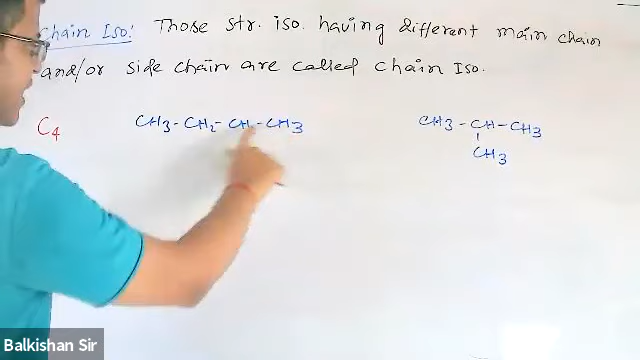 Chain Iso: Those str. iso. having different main chain
and/or side chain are called chain Iso.
C4 CH3-CH2-CH-CH3 CH3-CH-CH3
CH3
Balkishan Sir